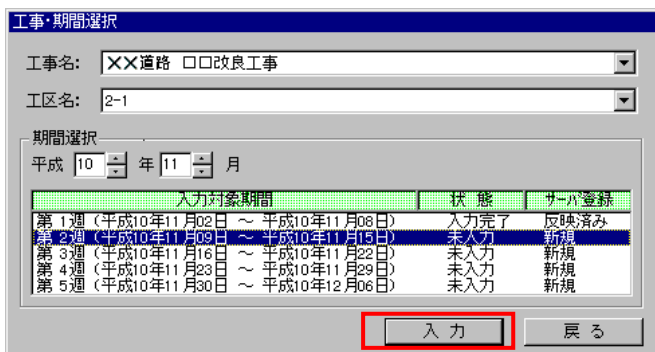 工事・期間選択
工事名: ××道路 □□改良工事
工区名: 2-1
期間選択
平成 10 年 11 月
入力対象期間 状 態 サーバ登録
第 1週 (平成10年11月02日 ～ 平成10年11月08日) 入力完了 反映済み
第 2週 (平成10年11月09日 ～ 平成10年11月15日) 未入力 新規
第 3週 (平成10年11月16日 ～ 平成10年11月22日) 未入力 新規
第 4週 (平成10年11月23日 ～ 平成10年11月29日) 未入力 新規
第 5週 (平成10年11月30日 ～ 平成10年12月06日) 未入力 新規
入 力 戻 る